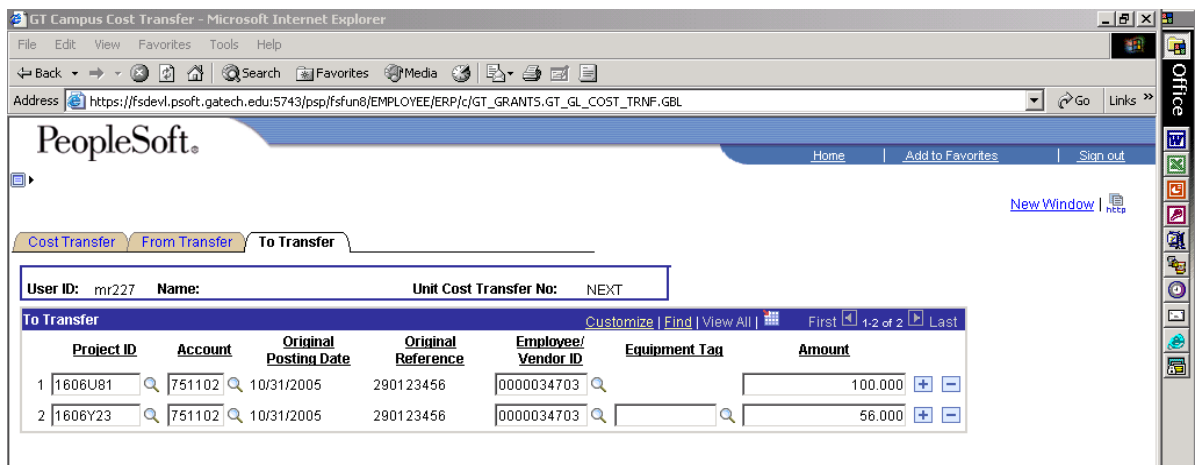 GT Campus Cost Transfer - Microsoft Internet Explorer
File Edit View Favorites Tools Help
Back Search Favorites Media
Address https://fsdevl.psoft.gatech.edu:5743/psp/fsfun8/EMPLOYEE/ERP/c/GT_GRANTS.GT_GL_COST_TRNF.GBL Go Links »
Office
PeopleSoft®
Home | Add to Favorites | Sign out
New Window | http
Cost Transfer From Transfer To Transfer
User ID: mr227 Name: Unit Cost Transfer No: NEXT
To Transfer Customize | Find | View All | First 1-2 of 2 Last
Project ID Account Original Posting Date Original Reference Employee/ Vendor ID Equipment Tag Amount
1 1606U81 751102 10/31/2005 290123456 0000034703 100.000 + -
2 1606Y23 751102 10/31/2005 290123456 0000034703 56.000 + -